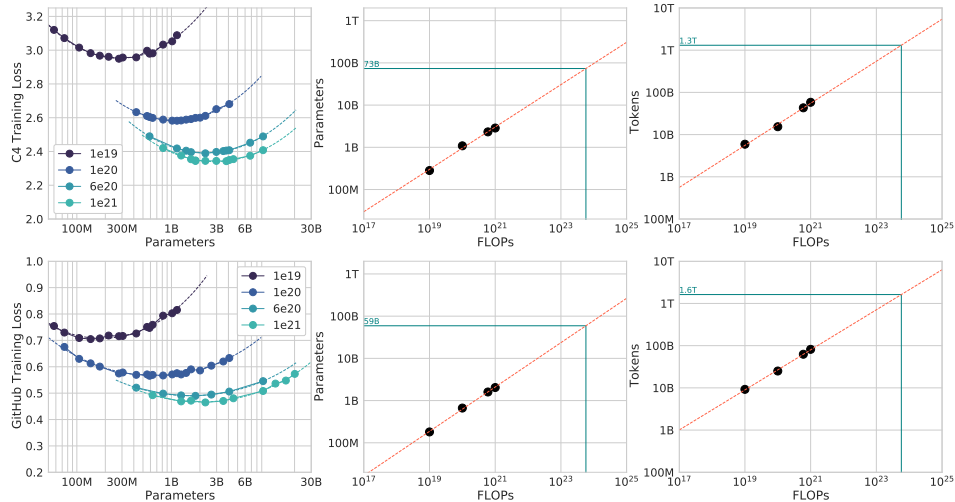 3.2
3.0
2.8
2.6
2.4
2.2
2.0
C4 Training Loss
1e19
1e20
6e20
1e21
100M 300M 1B 3B 6B 30B
Parameters
1T
100B
10B
1B
100M
Parameters
73B
10^17 10^19 10^21 10^23 10^25
FLOPs
10T
1T
100B
10B
1B
100M
Tokens
1.3T
10^17 10^19 10^21 10^23 10^25
FLOPs
1.0
0.9
0.8
0.7
0.6
0.5
0.4
0.3
0.2
GitHub Training Loss
1e19
1e20
6e20
1e21
100M 300M 1B 3B 6B 30B
Parameters
1T
100B
10B
1B
100M
Parameters
59B
10^17 10^19 10^21 10^23 10^25
FLOPs
10T
1T
100B
10B
1B
100M
Tokens
1.6T
10^17 10^19 10^21 10^23 10^25
FLOPs